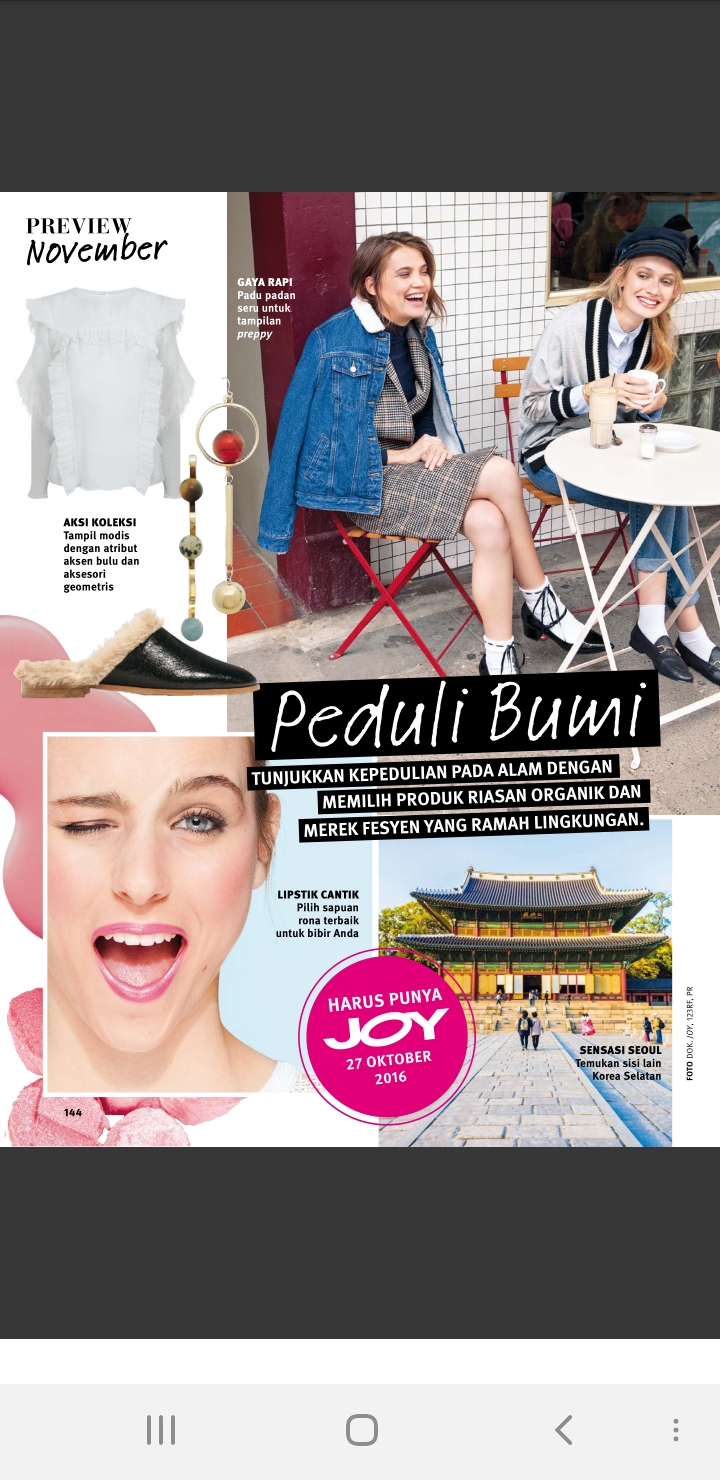 PREVIEW
November
GAYA RAPI
Padu padan
seru untuk
tampilan
preppy
AKSI KOLEKSI
Tampil modis
dengan atribut
aksen bulu dan
aksesori
geometris
Peduli Bumi
TUNJUKKAN KEPEDULIAN PADA ALAM DENGAN
MEMILIH PRODUK RIASAN ORGANIK DAN
MEREK FESYEN YANG RAMAH LINGKUNGAN.
LIPSTIK CANTIK
Pilih sapuan
rona terbaik
untuk bibir Anda
HARUS PUNYA
JOY
27 OKTOBER
2016
SENSASI SEOUL
Temukan sisi lain
Korea Selatan
FOTO DOK. JOY, 123RF, PR
144